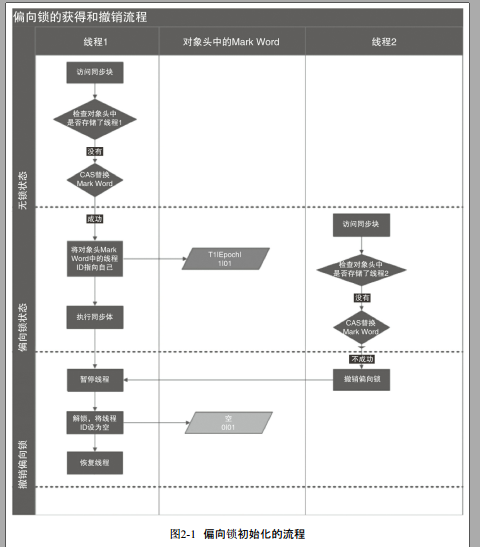 偏向锁的获得和撤销流程
线程1
对象头中的Mark Word
线程2
无锁状态
访问同步块
检查对象头中
是否存储了线程1
没有
CAS替换
Mark Word
偏向锁状态
成功
将对象头Mark
Word中的线程
ID指向自己
T1|Epoch|
1|01
执行同步体
访问同步块
检查对象头中
是否存储了线程2
没有
CAS替换
Mark Word
不成功
撤销偏向锁
撤销偏向锁
暂停线程
解锁，将线程
ID设为空
空
0|01
恢复线程
图2-1 偏向锁初始化的流程